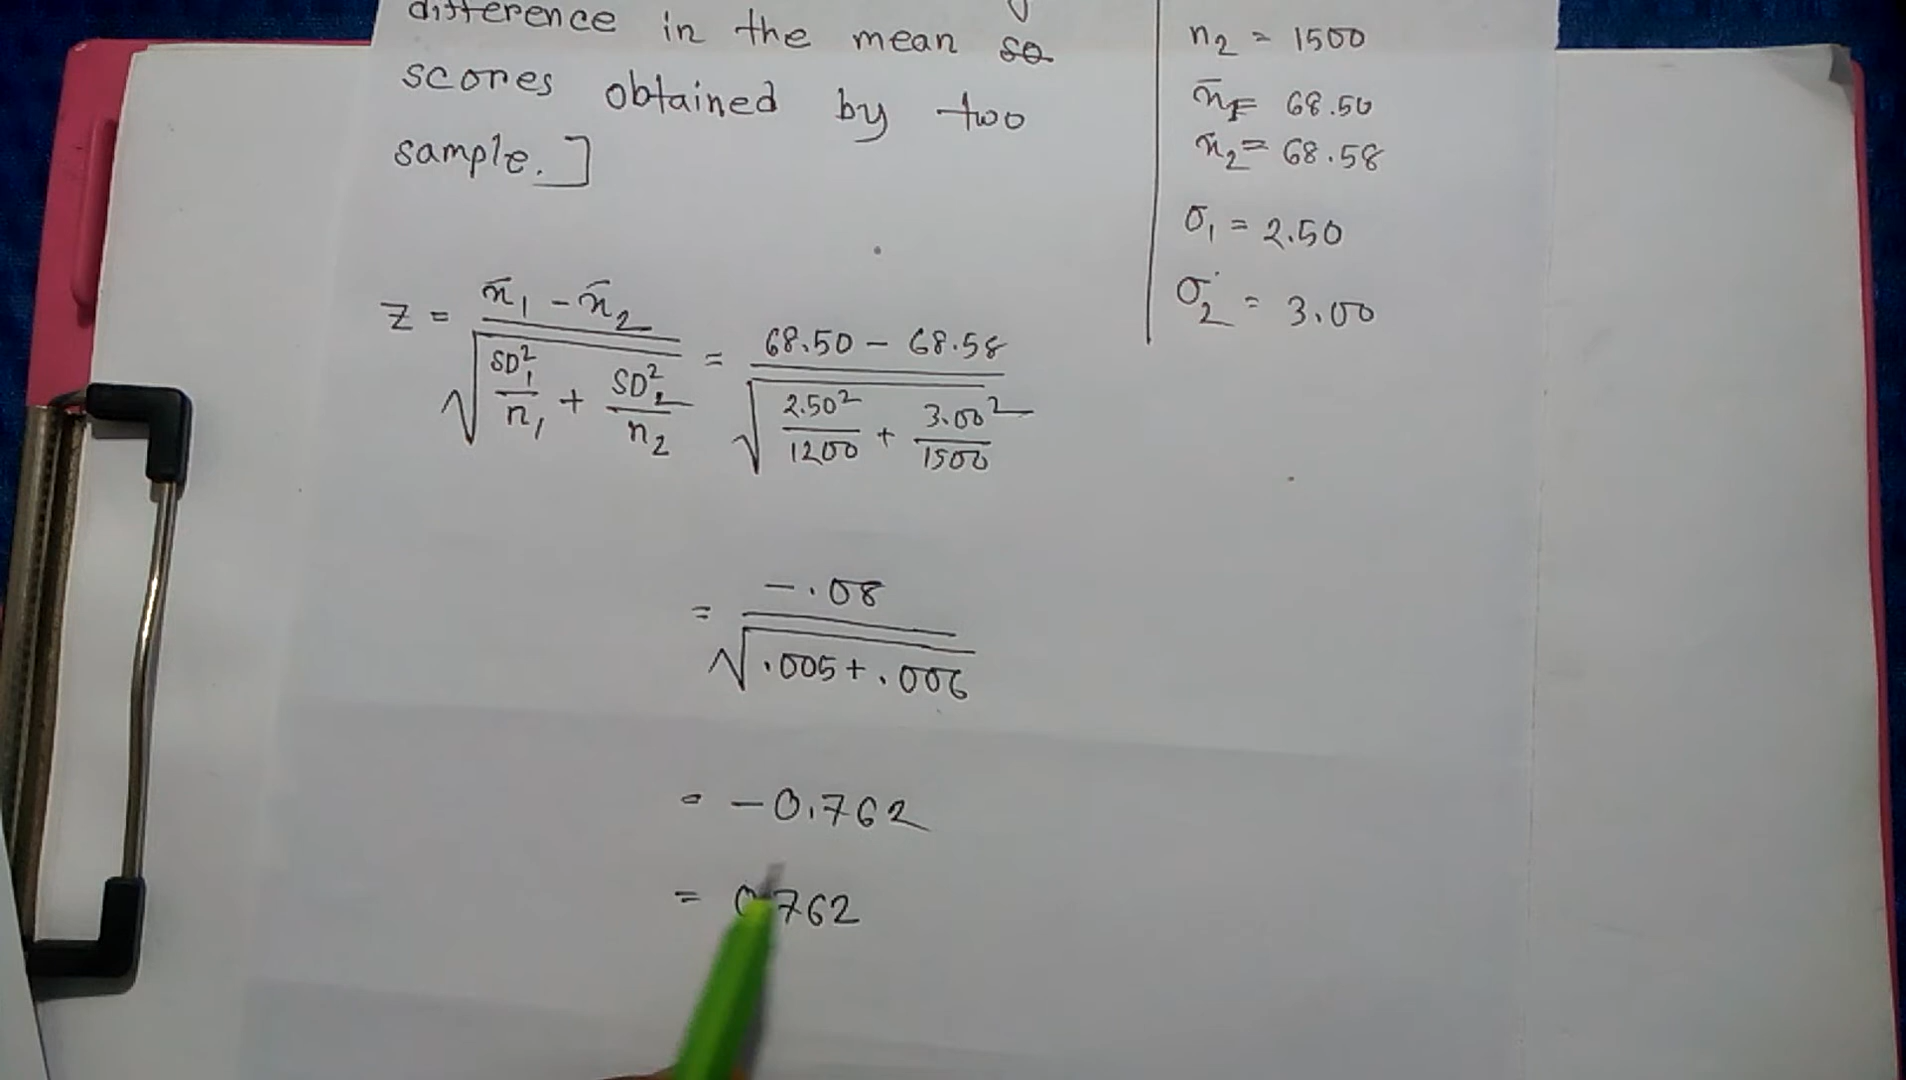 difference in the mean
scores obtained by two
sample.]
n₂ = 1500
x̄₁ = 68.50
x̄₂ = 68.58
σ₁ = 2.50
σ₂ = 3.00
z = (x̄₁ - x̄₂) / √(SD₁²/n₁ + SD₂²/n₂) = (68.50 - 68.58) / √(2.50²/1200 + 3.00²/1500)
= -.08 / √(.005 + .006)
= -0.762
= 0.762